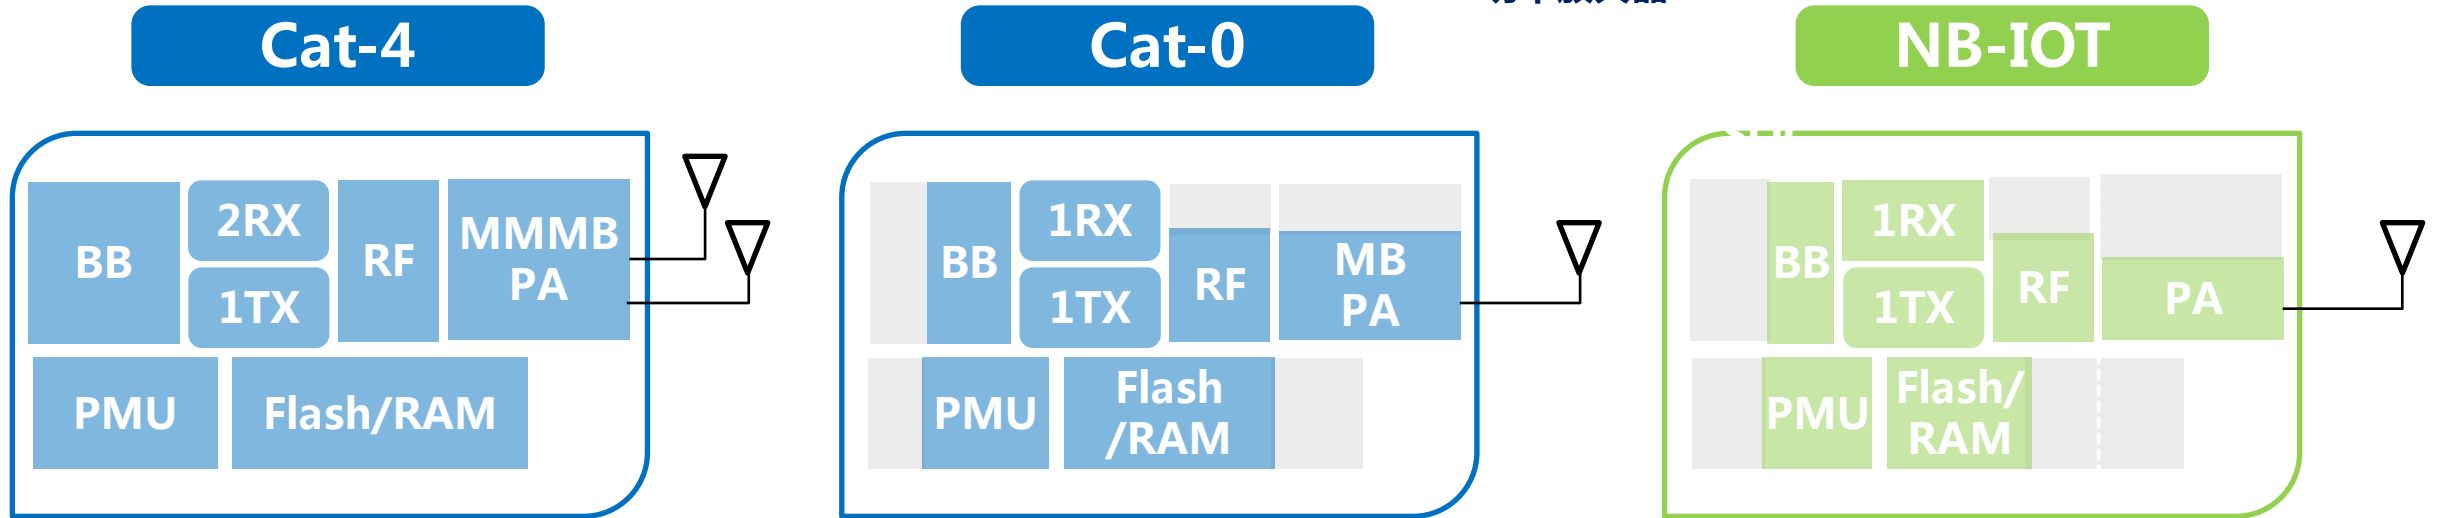 Cat-4
Cat-0
NB-IOT
BB
2RX
1TX
RF
MMMB
PA
PMU
Flash/RAM
BB
1RX
1TX
RF
MB
PA
PMU
Flash
/RAM
BB
1RX
1TX
RF
PA
PMU
Flash/
RAM